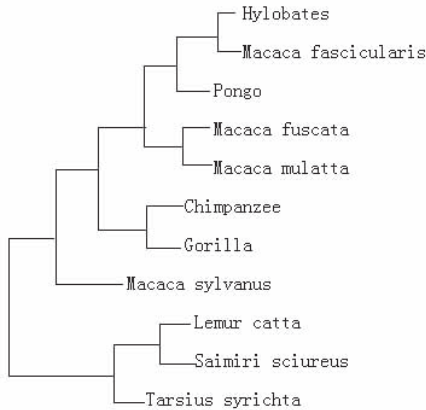 Hylobates
Macaca fascicularis
Pongo
Macaca fuscata
Macaca mulatta
Chimpanzee
Gorilla
Macaca sylvanus
Lemur catta
Saimiri sciureus
Tarsius syrichta